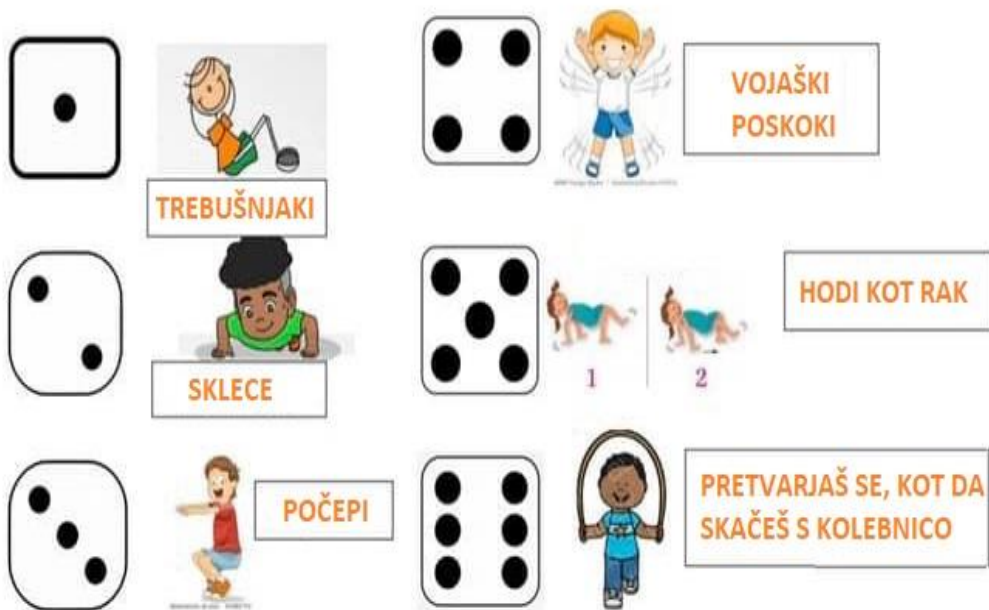 TREBUŠNJAKI
VOJAŠKI
POSKOKI
SKLECE
HODI KOT RAK
1
2
POČEPI
PRETVARJAŠ SE, KOT DA
SKAČEŠ S KOLEBNICO